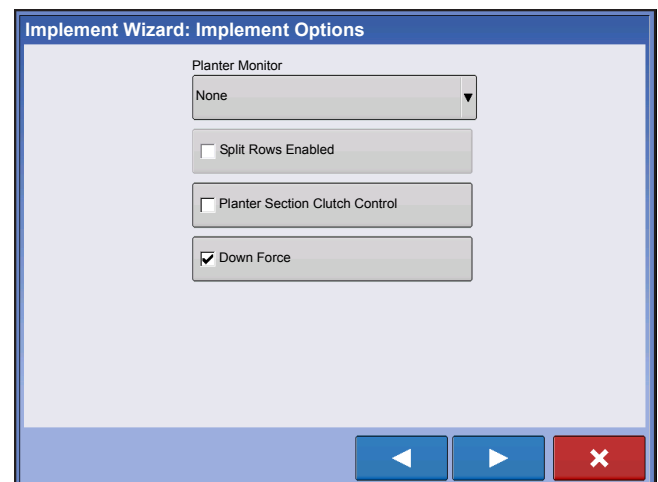 Implement Wizard: Implement Options
Planter Monitor
None
Split Rows Enabled
Planter Section Clutch Control
Down Force